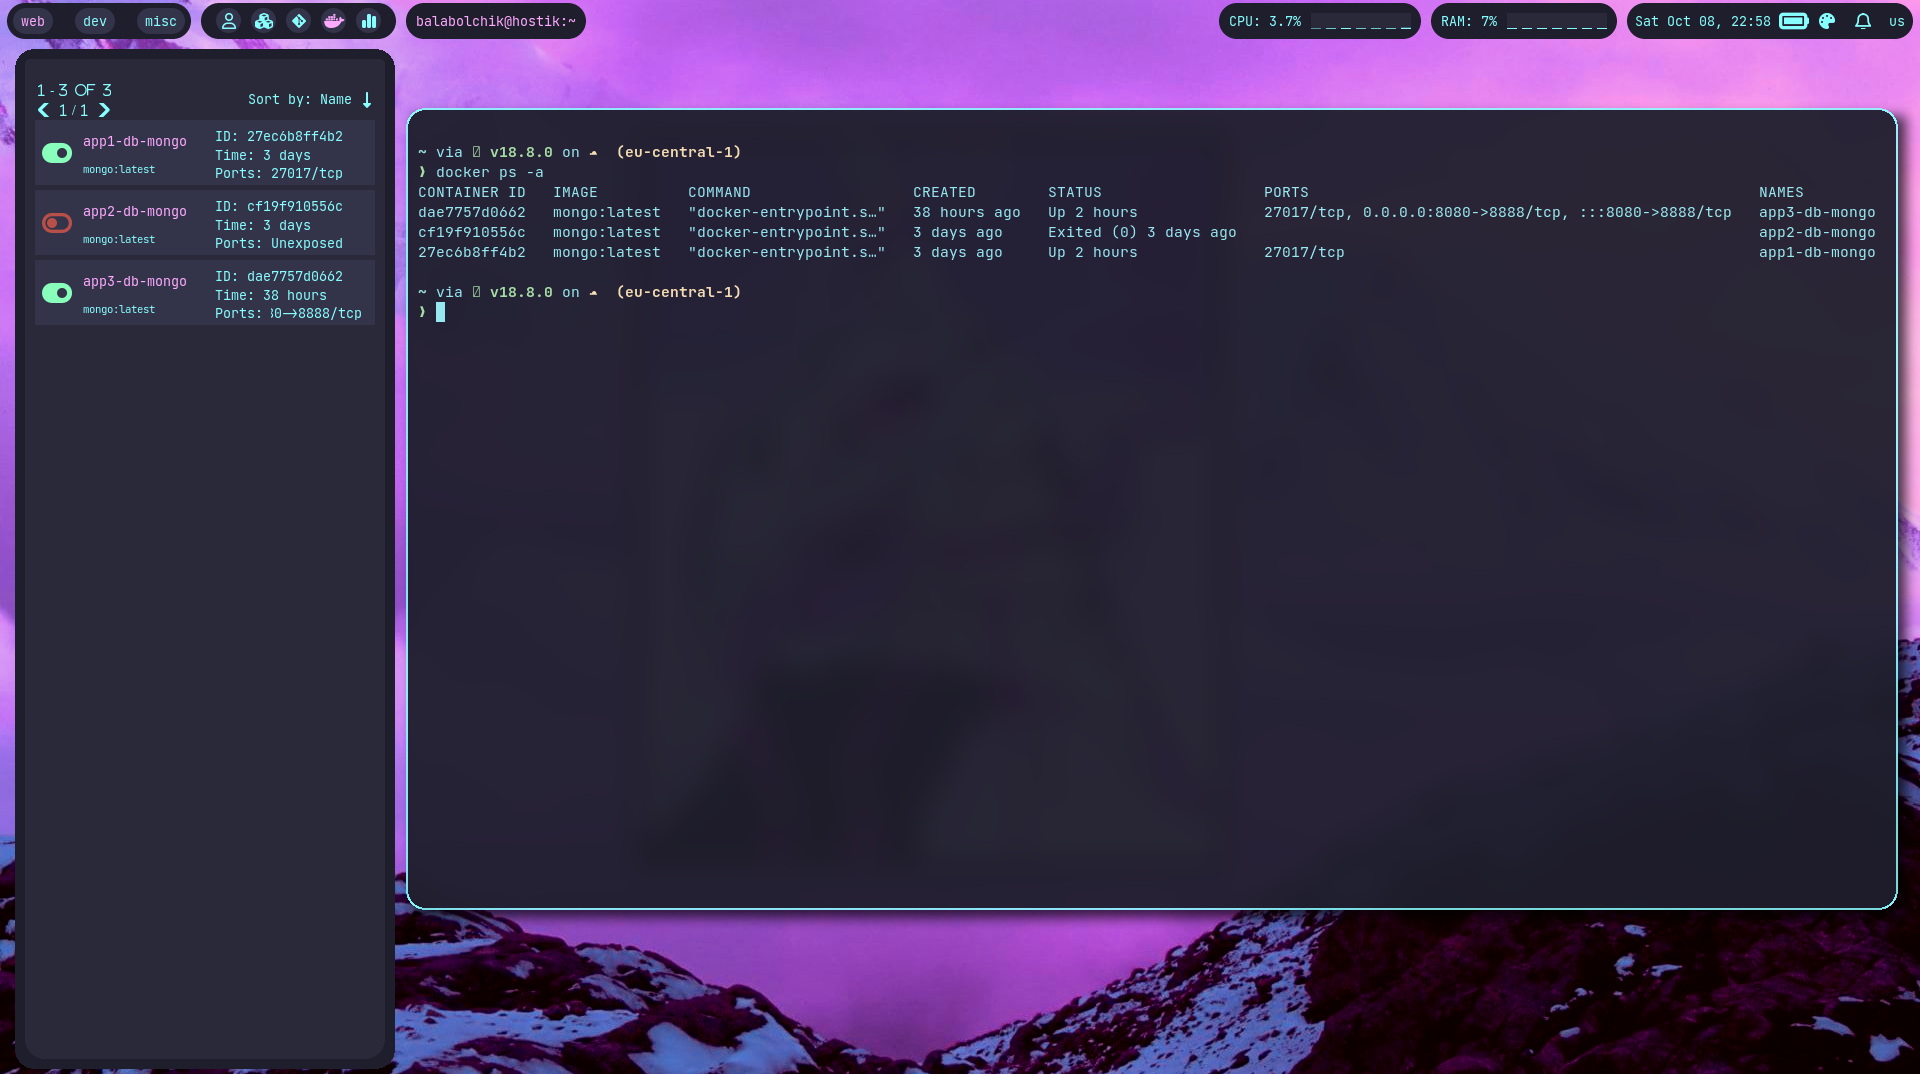 web dev misc balabolchik@hostik:~ CPU: 3.7% RAM: 7% Sat Oct 08, 22:58 us
1 - 3 OF 3
1 / 1
Sort by: Name
app1-db-mongo
mongo:latest
ID: 27ec6b8ff4b2
Time: 3 days
Ports: 27017/tcp
app2-db-mongo
mongo:latest
ID: cf19f910556c
Time: 3 days
Ports: Unexposed
app3-db-mongo
mongo:latest
ID: dae7757d0662
Time: 38 hours
Ports: 80->8888/tcp
~ via v18.8.0 on (eu-central-1)
❯ docker ps -a
CONTAINER ID IMAGE COMMAND CREATED STATUS PORTS NAMES
dae7757d0662 mongo:latest "docker-entrypoint.s…" 38 hours ago Up 2 hours 27017/tcp, 0.0.0.0:8080->8888/tcp, :::8080->8888/tcp app3-db-mongo
cf19f910556c mongo:latest "docker-entrypoint.s…" 3 days ago Exited (0) 3 days ago app2-db-mongo
27ec6b8ff4b2 mongo:latest "docker-entrypoint.s…" 3 days ago Up 2 hours 27017/tcp app1-db-mongo
~ via v18.8.0 on (eu-central-1)
❯